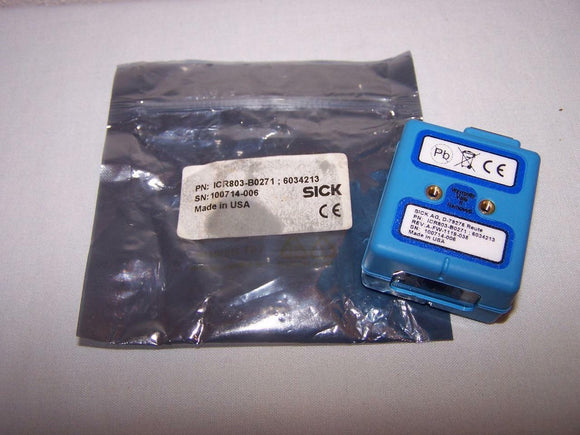 PN: ICR803-B0271 ; 6034213
SN: 100714-006
Made in USA
SICK
CE
Pb
CE
SICK AG, D-79276 Reute
PN: ICR803-B0271 ; 6034213
SN: 100714-006
Made in USA